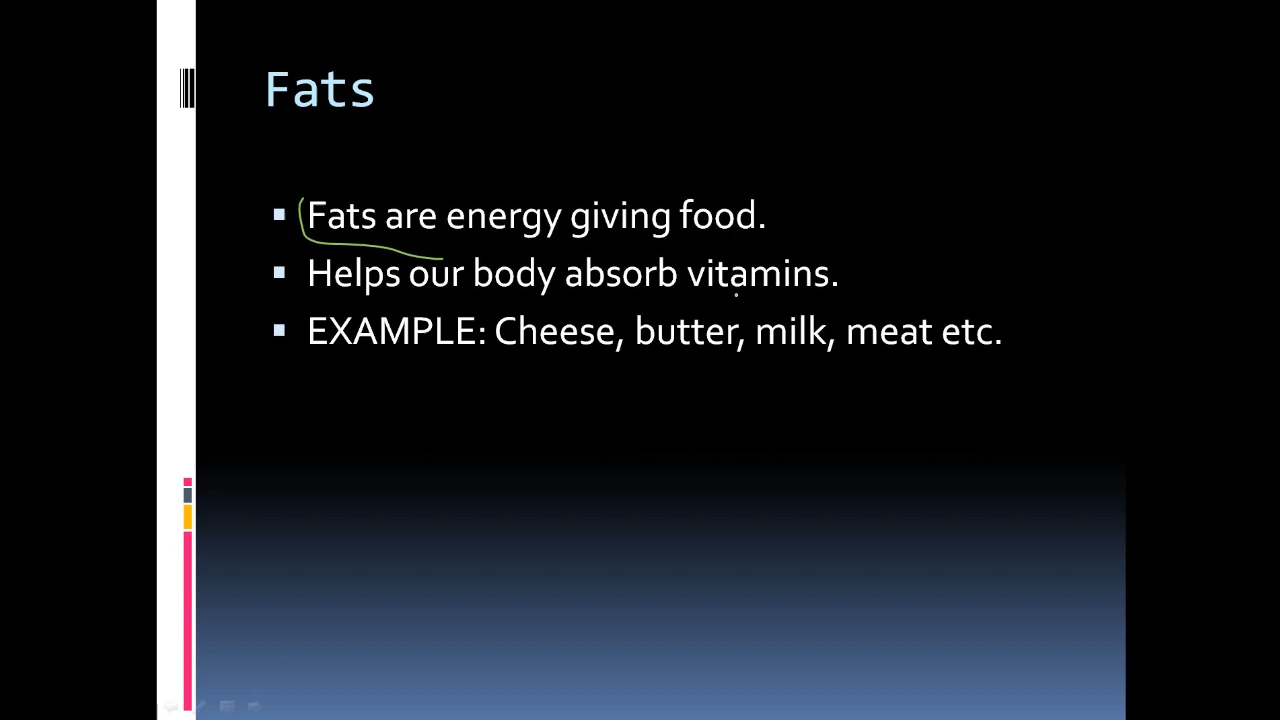 Fats
Fats are energy giving food.
Helps our body absorb vitamins.
EXAMPLE: Cheese, butter, milk, meat etc.